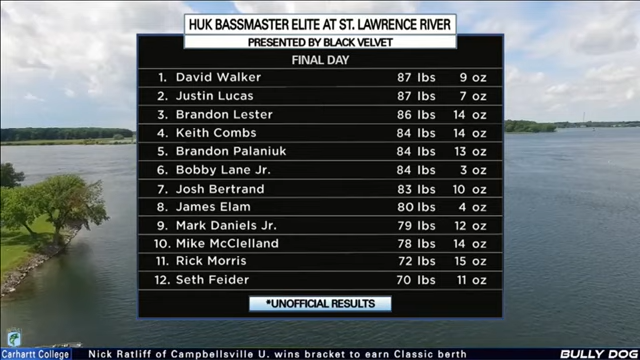 HUK BASSMASTER ELITE AT ST. LAWRENCE RIVER
PRESENTED BY BLACK VELVET
FINAL DAY
1. David Walker 87 lbs 9 oz
2. Justin Lucas 87 lbs 7 oz
3. Brandon Lester 86 lbs 14 oz
4. Keith Combs 84 lbs 14 oz
5. Brandon Palaniuk 84 lbs 13 oz
6. Bobby Lane Jr. 84 lbs 3 oz
7. Josh Bertrand 83 lbs 10 oz
8. James Elam 80 lbs 4 oz
9. Mark Daniels Jr. 79 lbs 12 oz
10. Mike McClelland 78 lbs 14 oz
11. Rick Morris 72 lbs 15 oz
12. Seth Feider 70 lbs 11 oz
*UNOFFICIAL RESULTS
Carhartt College Nick Ratliff of Campbellsville U. wins bracket to earn Classic berth BULLY DOG